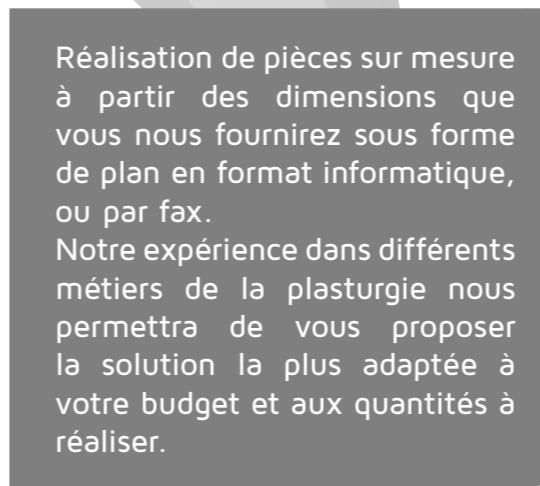 Réalisation de pièces sur mesure
à partir des dimensions que
vous nous fournirez sous forme
de plan en format informatique,
ou par fax.
Notre expérience dans différents
métiers de la plasturgie nous
permettra de vous proposer
la solution la plus adaptée à
votre budget et aux quantités à
réaliser.